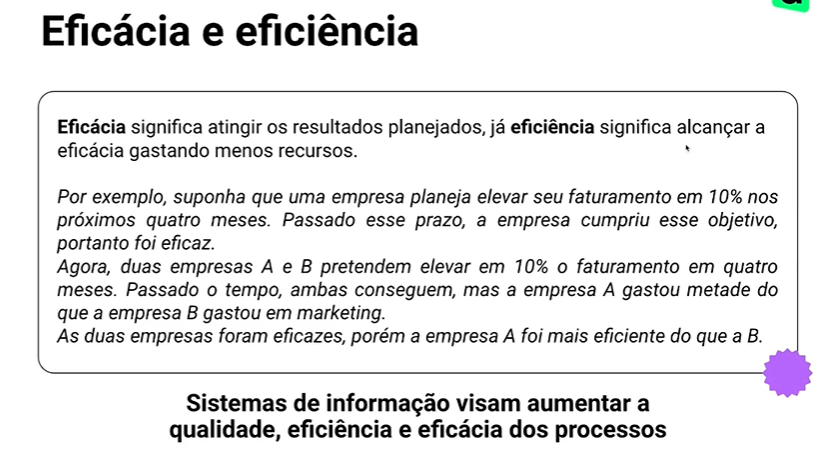 Eficácia e eficiência
Eficácia significa atingir os resultados planejados, já eficiência significa alcançar a
eficácia gastando menos recursos.
Por exemplo, suponha que uma empresa planeja elevar seu faturamento em 10% nos
próximos quatro meses. Passado esse prazo, a empresa cumpriu esse objetivo,
portanto foi eficaz.
Agora, duas empresas A e B pretendem elevar em 10% o faturamento em quatro
meses. Passado o tempo, ambas conseguem, mas a empresa A gastou metade do
que a empresa B gastou em marketing.
As duas empresas foram eficazes, porém a empresa A foi mais eficiente do que a B.
Sistemas de informação visam aumentar a
qualidade, eficiência e eficácia dos processos